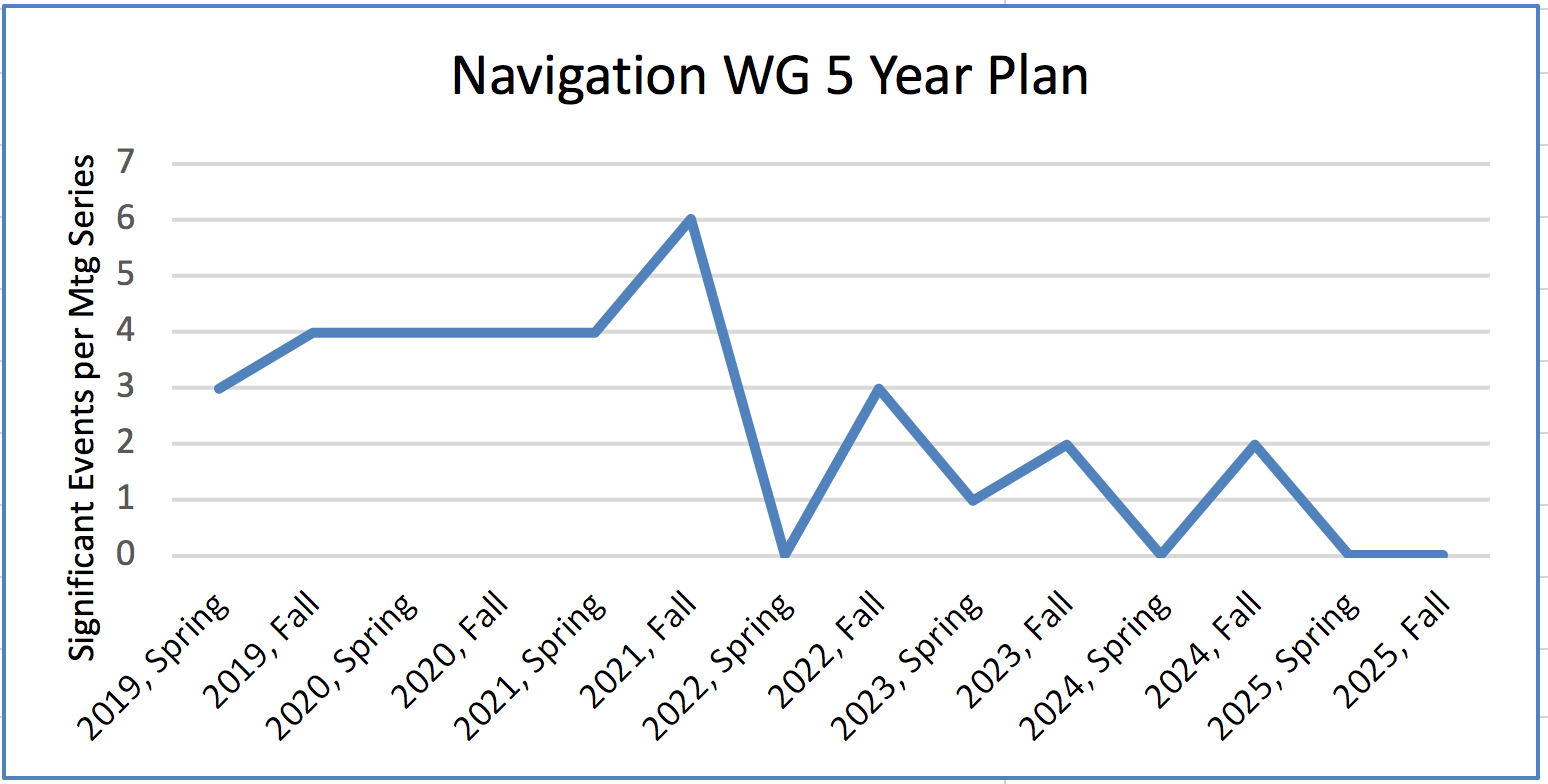 Navigation WG 5 Year Plan
Significant Events per Mtg Series
7
6
5
4
3
2
1
0
2019, Spring
2019, Fall
2020, Spring
2020, Fall
2021, Spring
2021, Fall
2022, Spring
2022, Fall
2023, Spring
2023, Fall
2024, Spring
2024, Fall
2025, Spring
2025, Fall